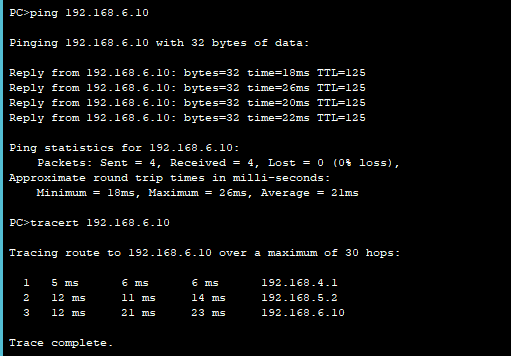 PC>ping 192.168.6.10
Pinging 192.168.6.10 with 32 bytes of data:
Reply from 192.168.6.10: bytes=32 time=18ms TTL=125
Reply from 192.168.6.10: bytes=32 time=26ms TTL=125
Reply from 192.168.6.10: bytes=32 time=20ms TTL=125
Reply from 192.168.6.10: bytes=32 time=22ms TTL=125
Ping statistics for 192.168.6.10:
    Packets: Sent = 4, Received = 4, Lost = 0 (0% loss),
Approximate round trip times in milli-seconds:
    Minimum = 18ms, Maximum = 26ms, Average = 21ms
PC>tracert 192.168.6.10
Tracing route to 192.168.6.10 over a maximum of 30 hops:
  1   5 ms      6 ms      6 ms      192.168.4.1
  2   12 ms     11 ms     14 ms     192.168.5.2
  3   12 ms     21 ms     23 ms     192.168.6.10
Trace complete.